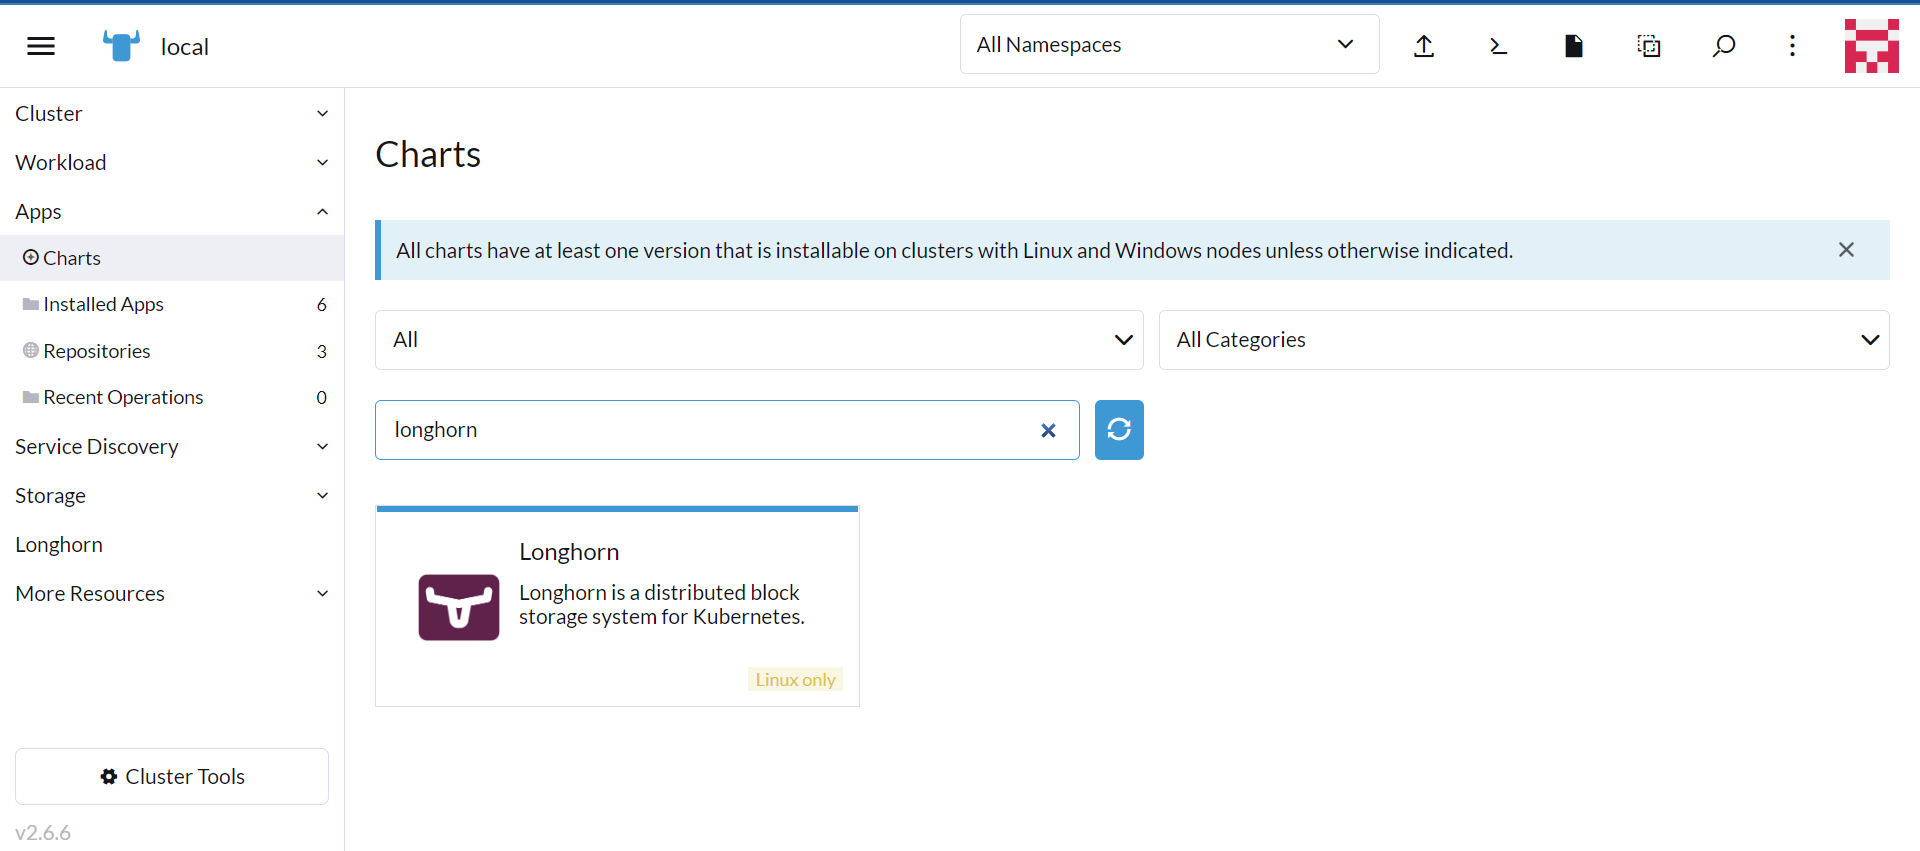 local
All Namespaces
Cluster
Workload
Apps
Charts
Installed Apps 6
Repositories 3
Recent Operations 0
Service Discovery
Storage
Longhorn
More Resources
Cluster Tools
v2.6.6
Charts
All charts have at least one version that is installable on clusters with Linux and Windows nodes unless otherwise indicated.
All
All Categories
longhorn
Longhorn
Longhorn is a distributed block
storage system for Kubernetes.
Linux only